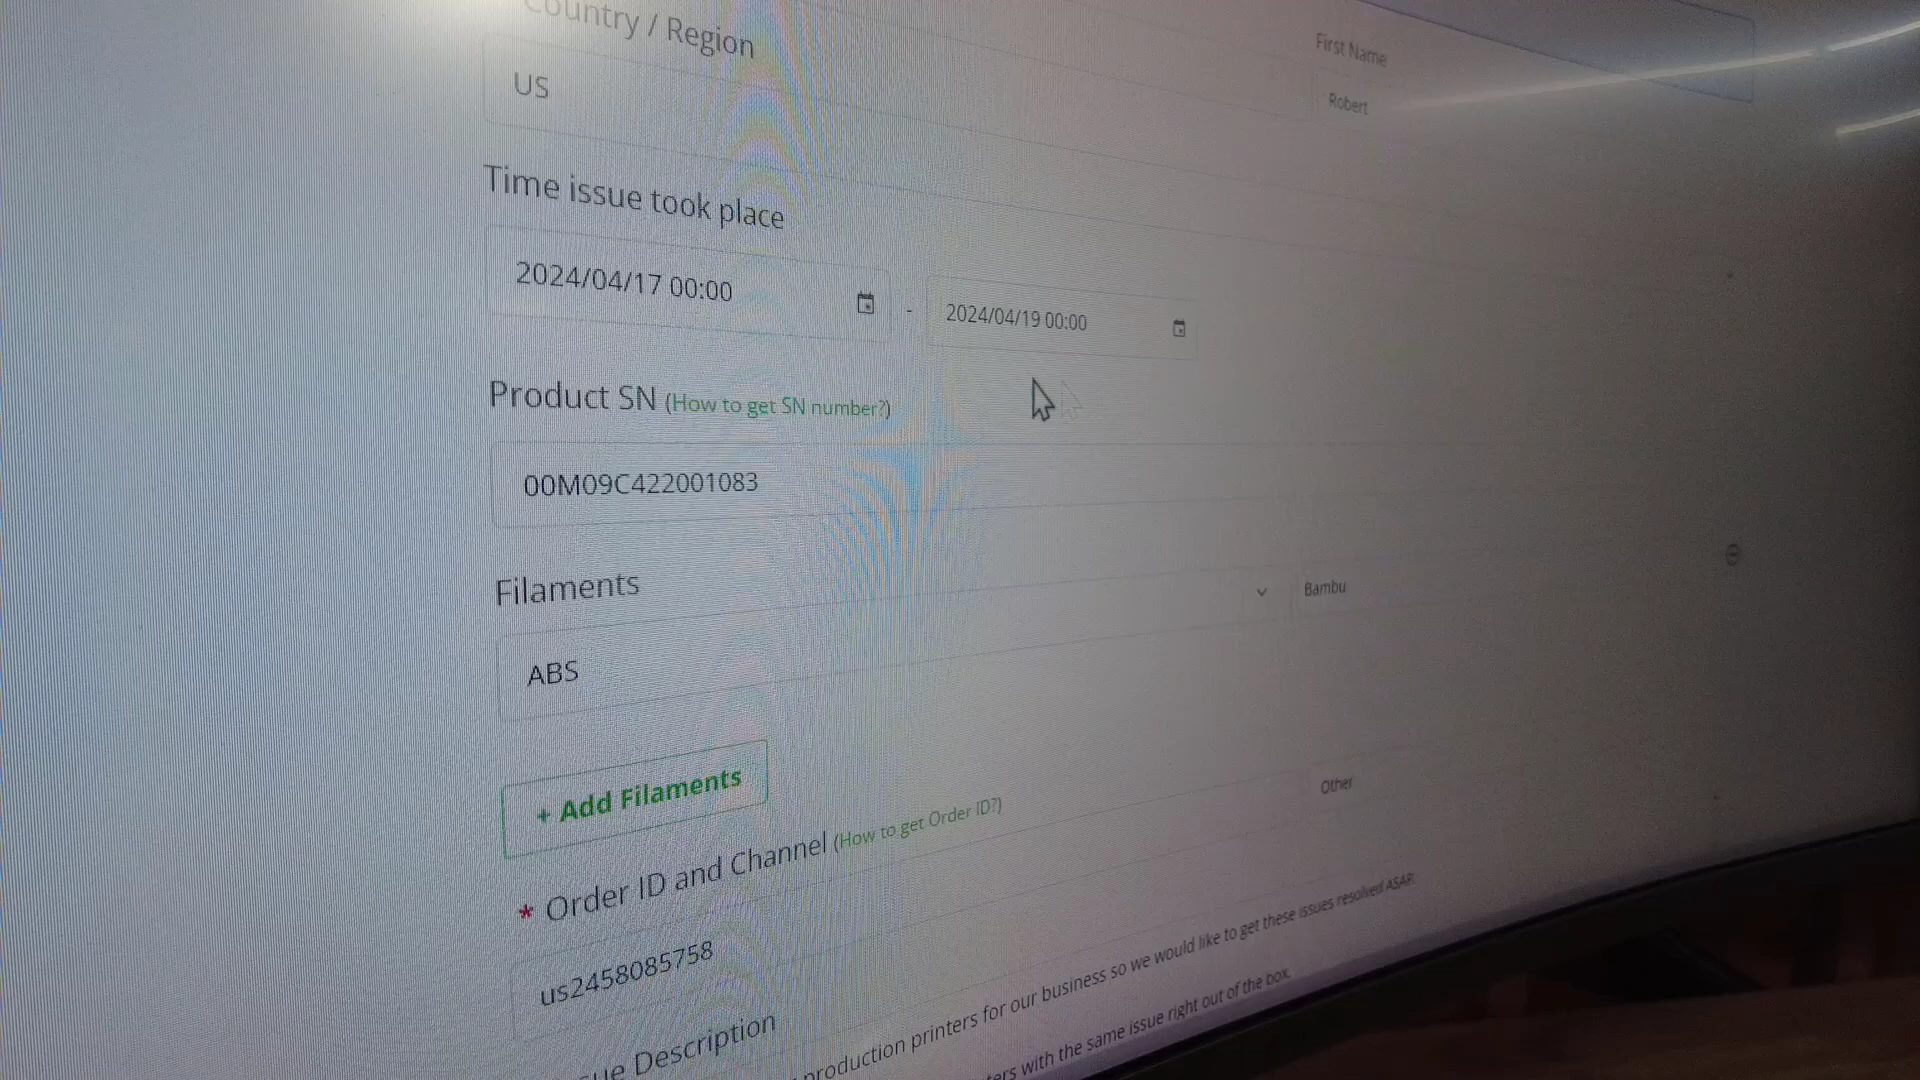 Country / Region
First Name
US
Robert
Time issue took place
2024/04/17 00:00 - 2024/04/19 00:00
Product SN (How to get SN number?)
00M09C422001083
Filaments
ABS
Bambu
+ Add Filaments
* Order ID and Channel (How to get Order ID?)
us2458085758
Other
Description
production printers for our business so we would like to get these issues resolved ASAP.
with the same issue right out of the box.